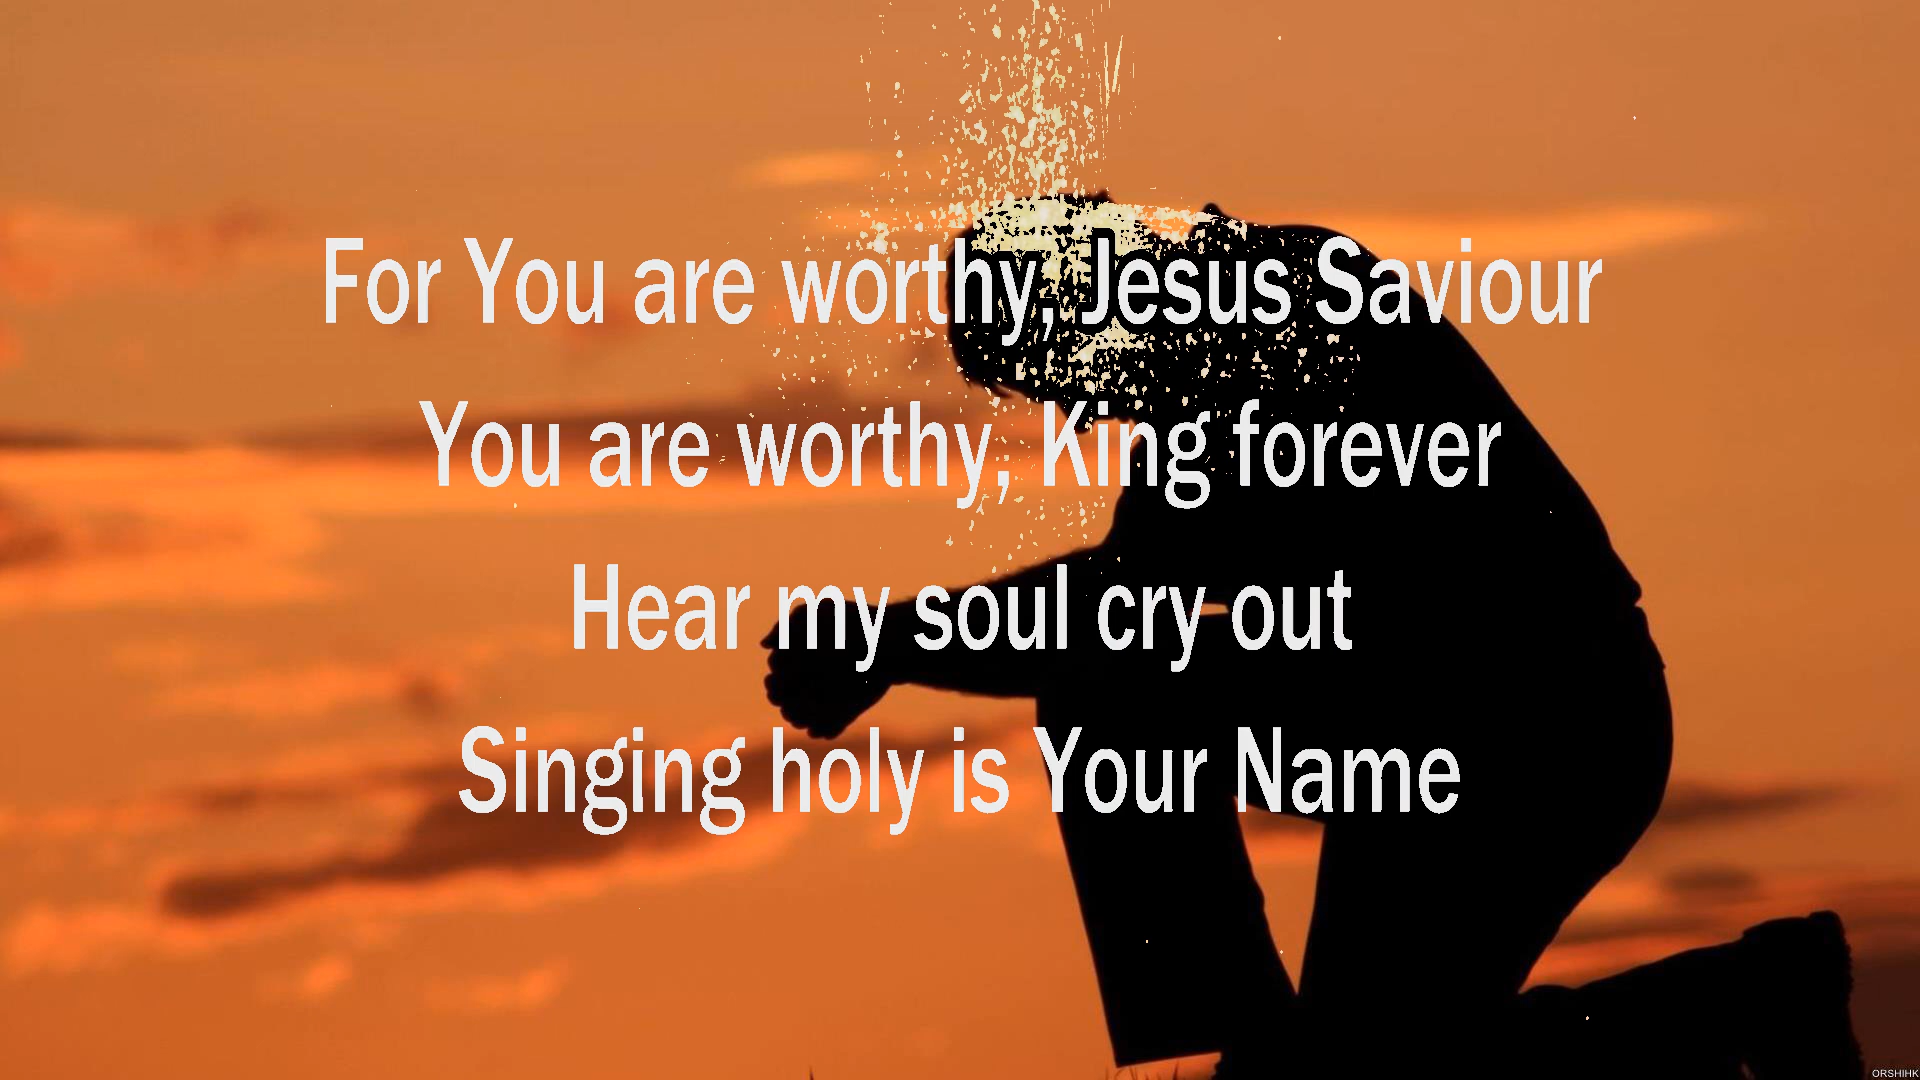 For You are worthy, Jesus Saviour
You are worthy, King forever
Hear my soul cry out
Singing holy is Your Name
ORSHIHK